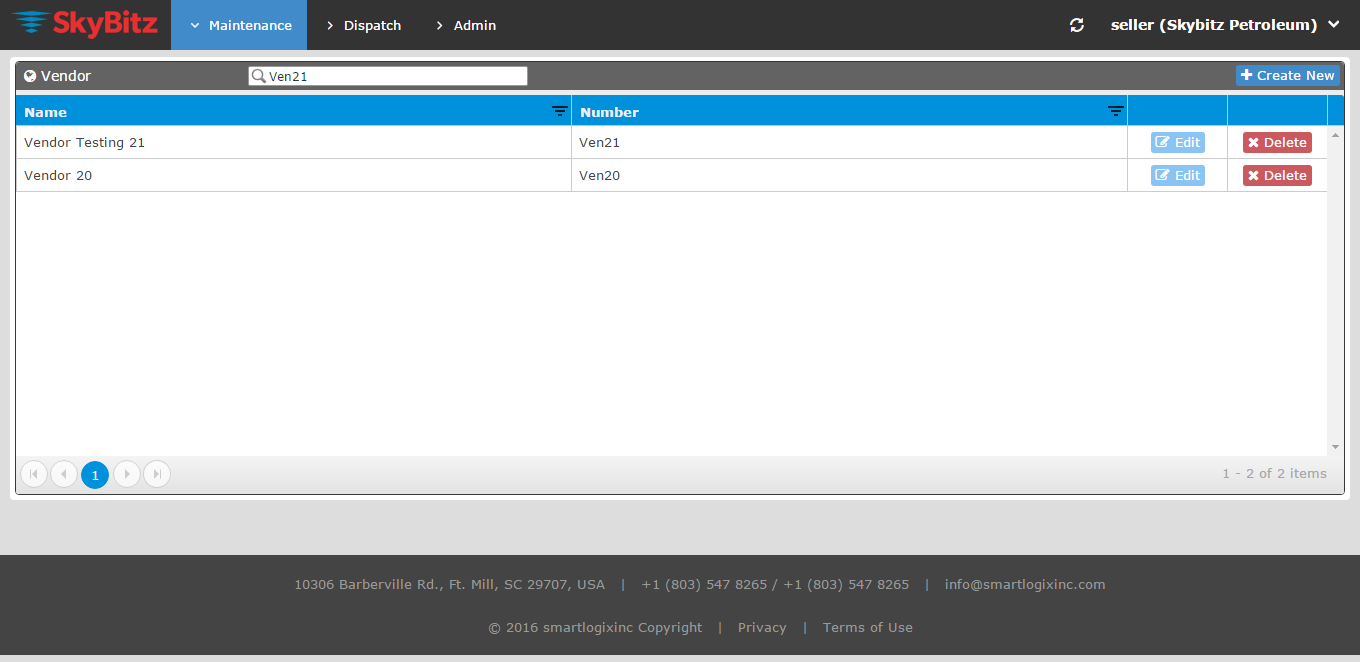 SkyBitz Maintenance Dispatch Admin seller (Skybitz Petroleum)
Vendor Ven21 Create New
Name Number
Vendor Testing 21 Ven21 Edit Delete
Vendor 20 Ven20 Edit Delete
1 1 - 2 of 2 items
10306 Barberville Rd., Ft. Mill, SC 29707, USA | +1 (803) 547 8265 / +1 (803) 547 8265 | info@smartlogixinc.com
© 2016 smartlogixinc Copyright | Privacy | Terms of Use